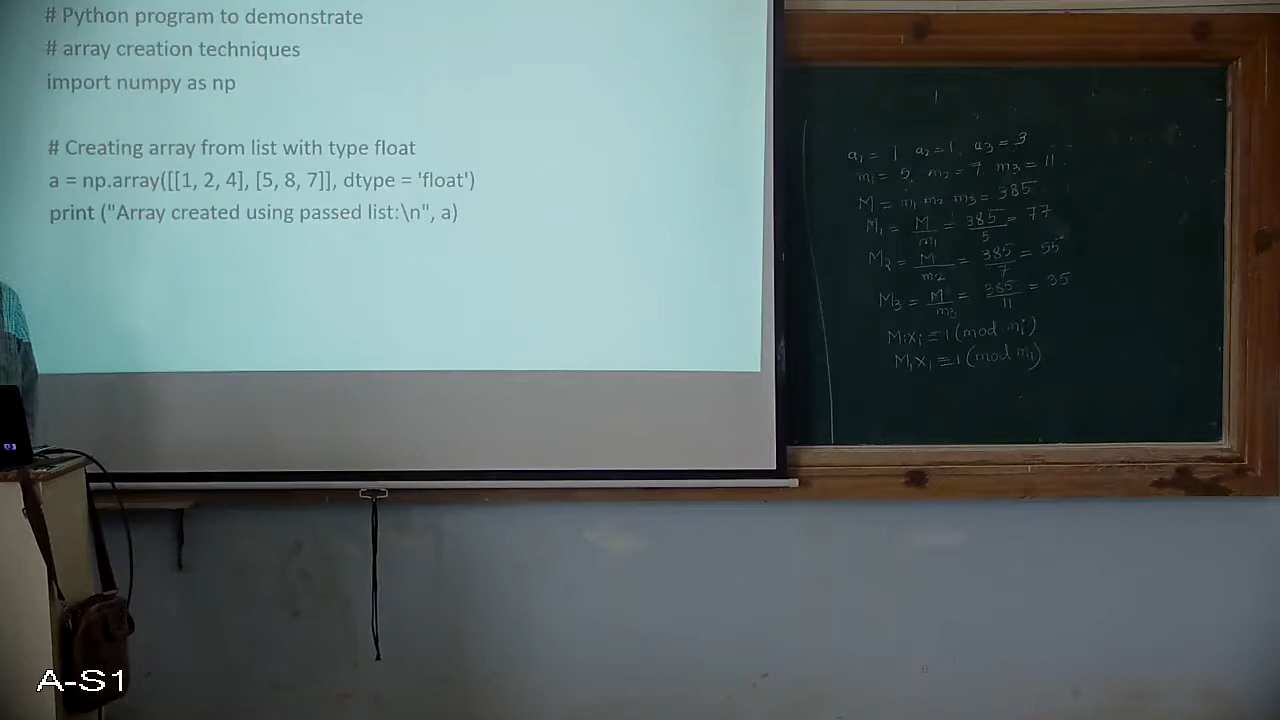 # Python program to demonstrate
# array creation techniques
import numpy as np
# Creating array from list with type float
a = np.array([[1, 2, 4], [5, 8, 7]], dtype = 'float')
print ("Array created using passed list:\n", a)
a₁ = 1 a₂ = 1, a₃ = 3
m₁ = 5, m₂ = 7 m₃ = 11
M = m₁ m₂ m₃ = 385
M₁ = M/m₁ = 385/5 = 77
M₂ = M/m₂ = 385/7 = 55
M₃ = M/m₃ = 385/11 = 35
Mᵢxᵢ ≡ 1 (mod mᵢ)
M₁x₁ ≡ 1 (mod m₁)
A-S1